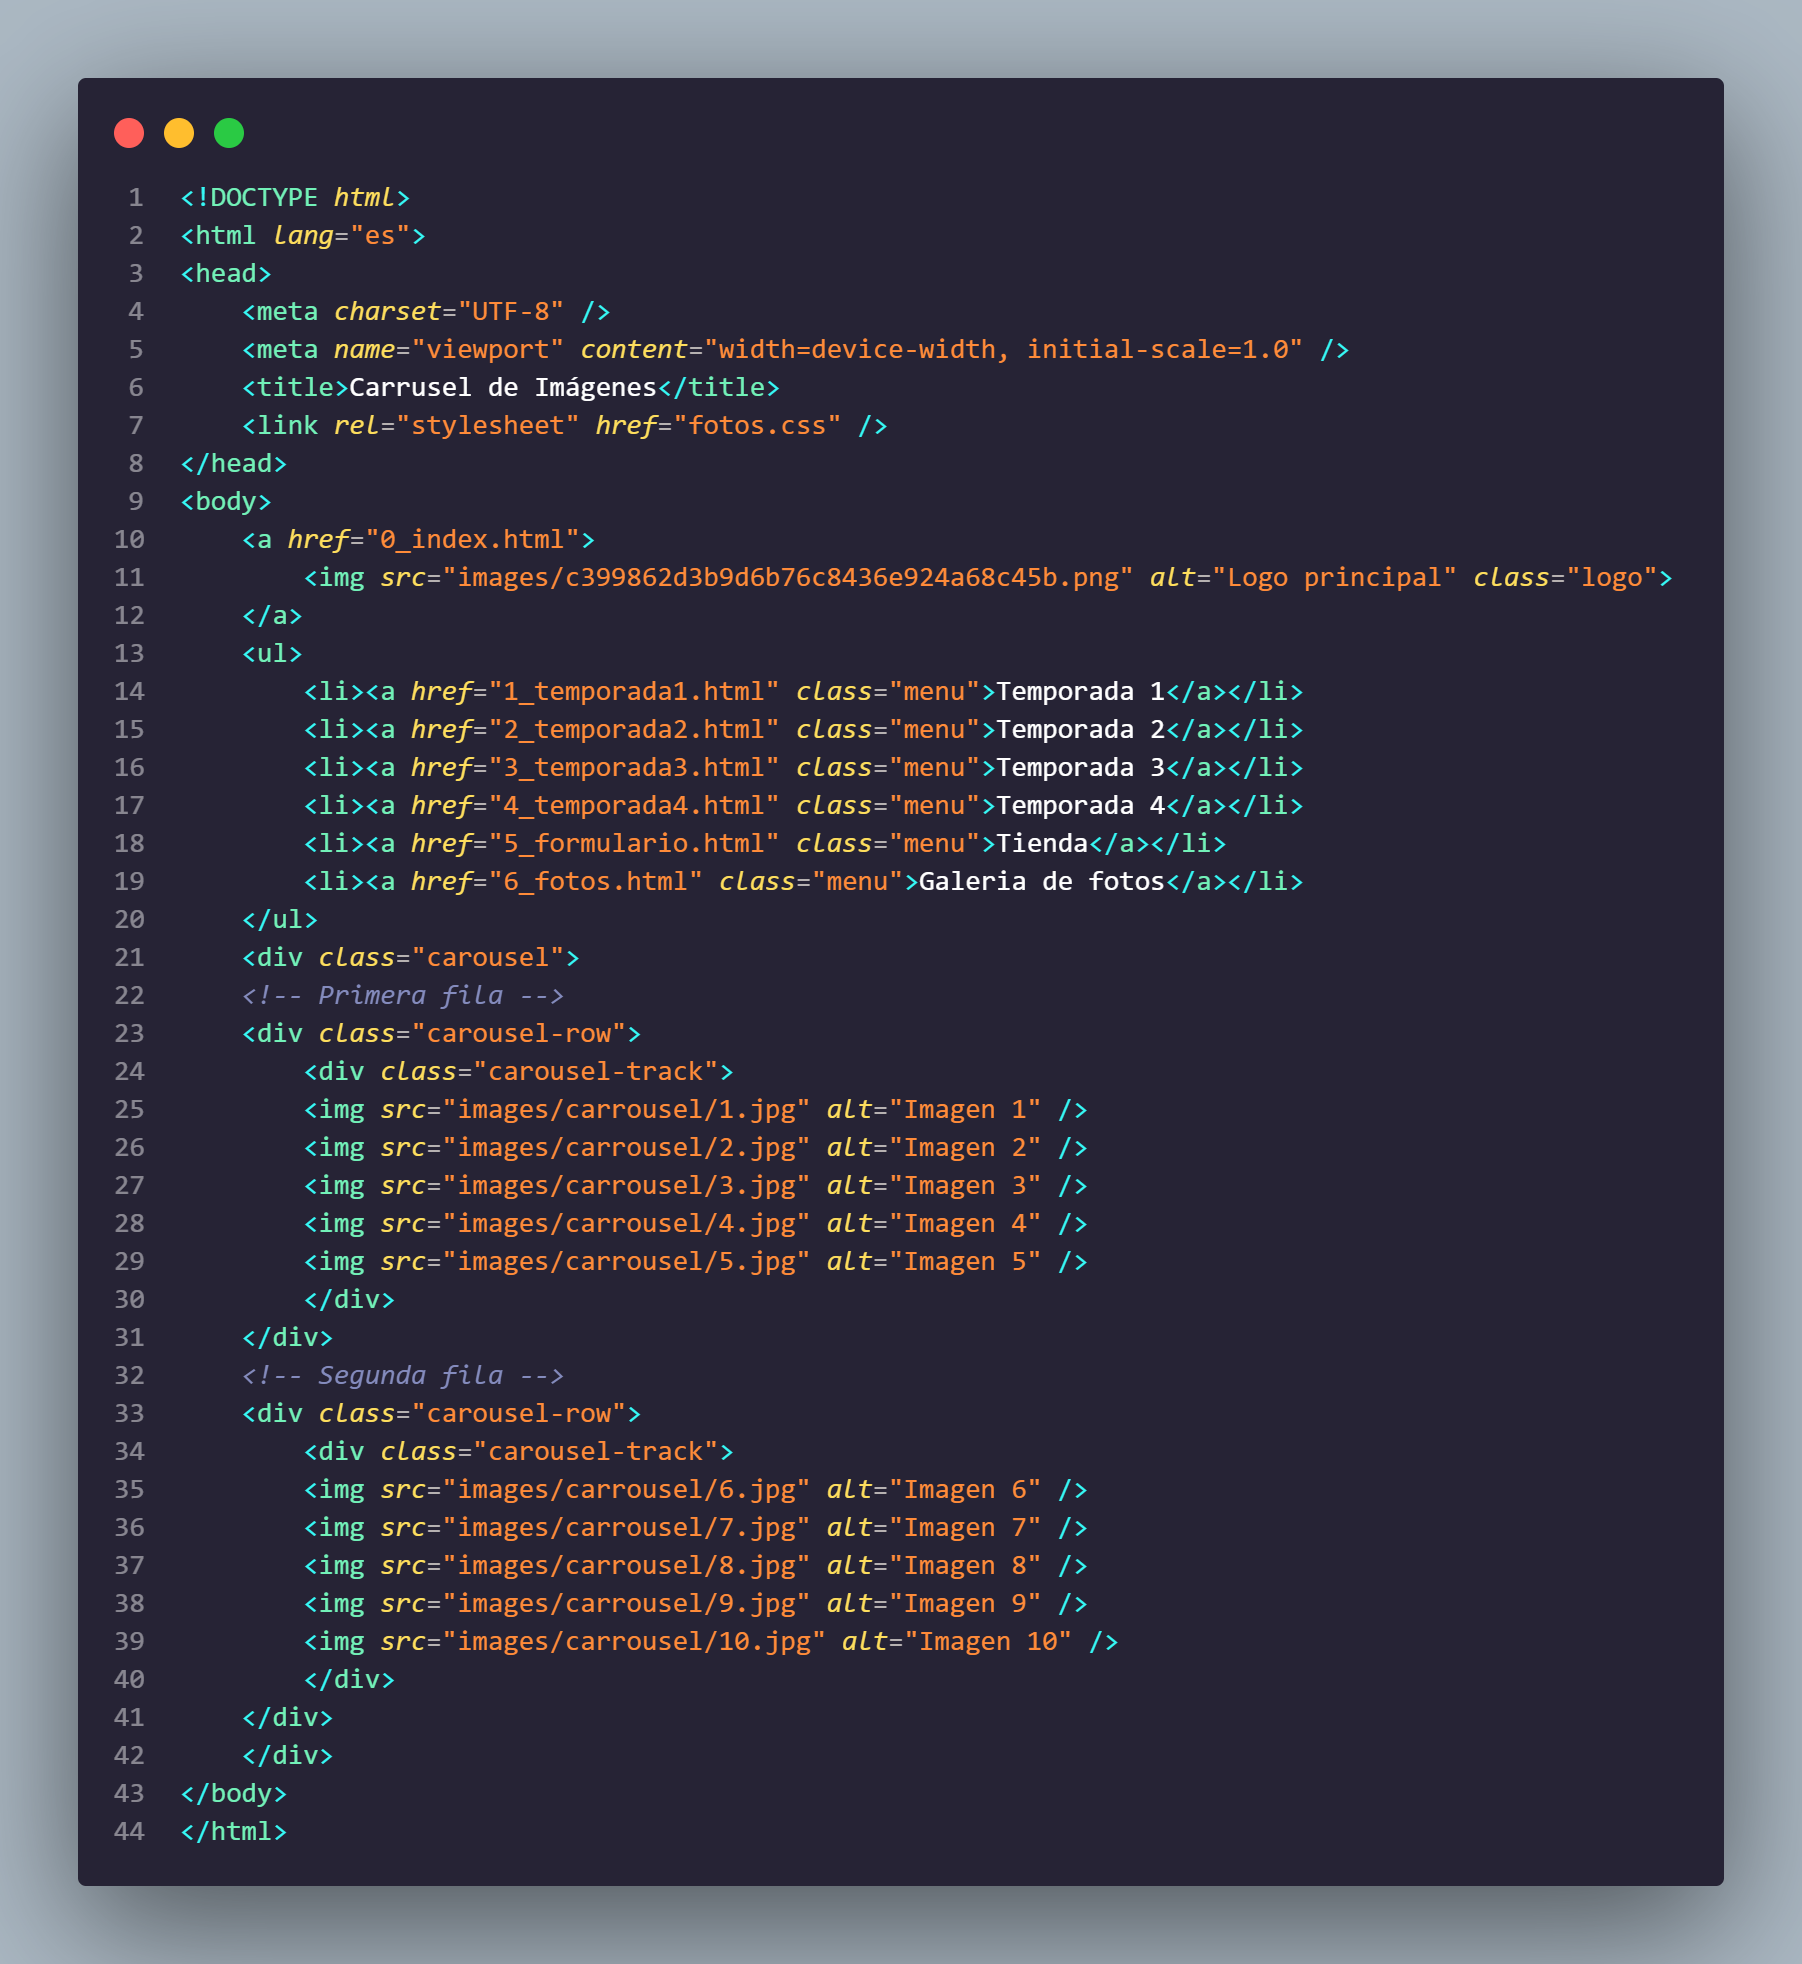 1 <!DOCTYPE html>
2 <html lang="es">
3 <head>
4     <meta charset="UTF-8" />
5     <meta name="viewport" content="width=device-width, initial-scale=1.0" />
6     <title>Carrusel de Imágenes</title>
7     <link rel="stylesheet" href="fotos.css" />
8 </head>
9 <body>
10     <a href="0_index.html">
11         <img src="images/c399862d3b9d6b76c8436e924a68c45b.png" alt="Logo principal" class="logo">
12     </a>
13     <ul>
14         <li><a href="1_temporada1.html" class="menu">Temporada 1</a></li>
15         <li><a href="2_temporada2.html" class="menu">Temporada 2</a></li>
16         <li><a href="3_temporada3.html" class="menu">Temporada 3</a></li>
17         <li><a href="4_temporada4.html" class="menu">Temporada 4</a></li>
18         <li><a href="5_formulario.html" class="menu">Tienda</a></li>
19         <li><a href="6_fotos.html" class="menu">Galeria de fotos</a></li>
20     </ul>
21     <div class="carousel">
22     <!-- Primera fila -->
23     <div class="carousel-row">
24         <div class="carousel-track">
25         <img src="images/carrousel/1.jpg" alt="Imagen 1" />
26         <img src="images/carrousel/2.jpg" alt="Imagen 2" />
27         <img src="images/carrousel/3.jpg" alt="Imagen 3" />
28         <img src="images/carrousel/4.jpg" alt="Imagen 4" />
29         <img src="images/carrousel/5.jpg" alt="Imagen 5" />
30         </div>
31     </div>
32     <!-- Segunda fila -->
33     <div class="carousel-row">
34         <div class="carousel-track">
35         <img src="images/carrousel/6.jpg" alt="Imagen 6" />
36         <img src="images/carrousel/7.jpg" alt="Imagen 7" />
37         <img src="images/carrousel/8.jpg" alt="Imagen 8" />
38         <img src="images/carrousel/9.jpg" alt="Imagen 9" />
39         <img src="images/carrousel/10.jpg" alt="Imagen 10" />
40         </div>
41     </div>
42     </div>
43 </body>
44 </html>